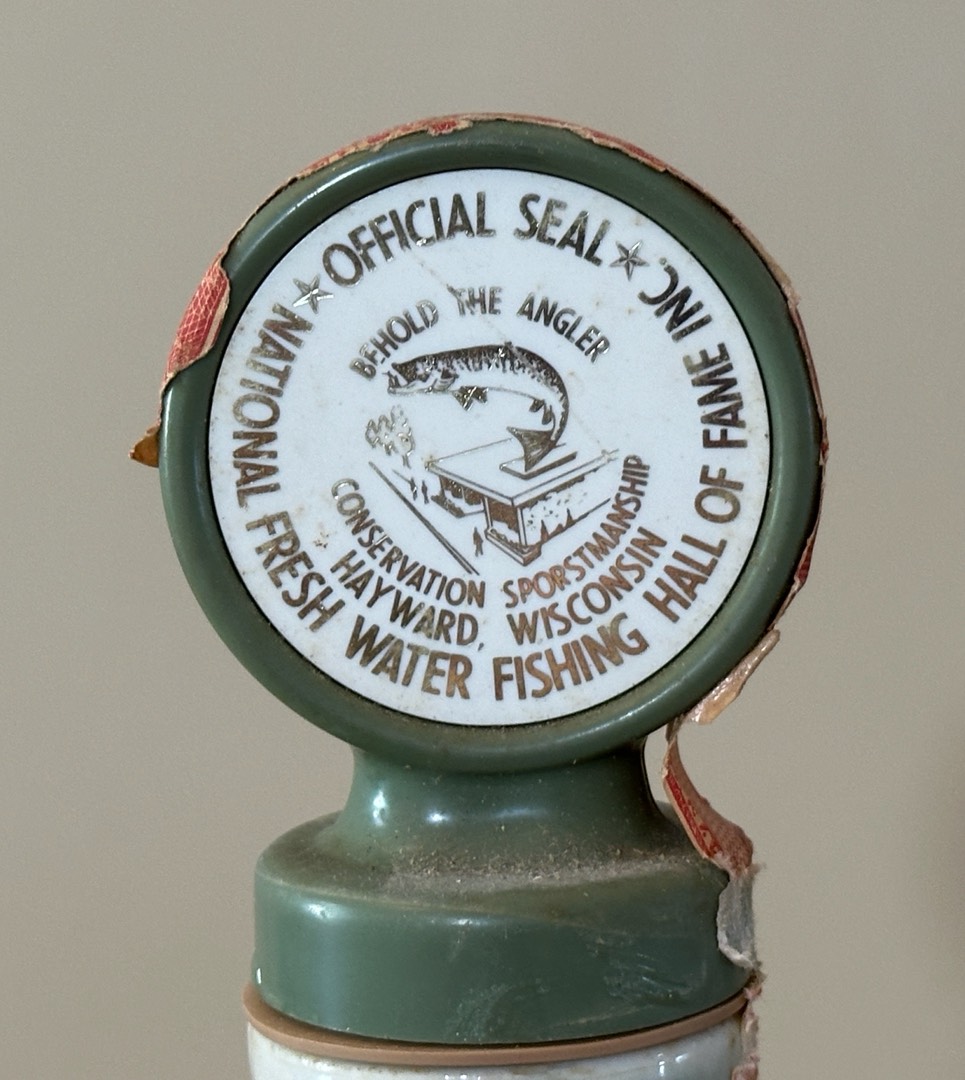 ★ OFFICIAL SEAL ★
NATIONAL FRESH WATER FISHING HALL OF FAME INC.
BEHOLD THE ANGLER
CONSERVATION SPORSTMANSHIP
HAYWARD, WISCONSIN